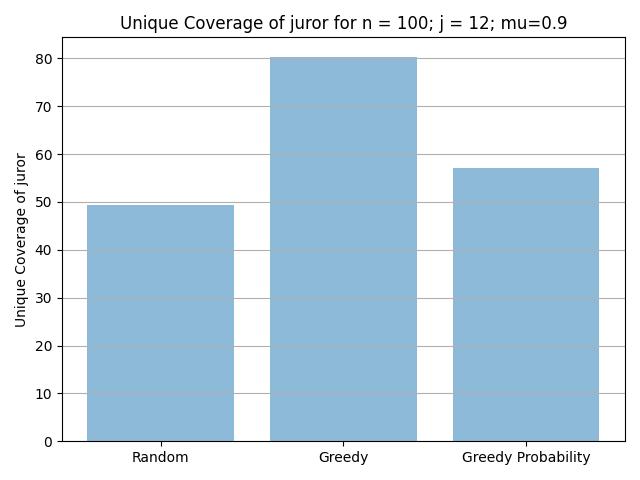 Unique Coverage of juror for n = 100; j = 12; mu=0.9
Unique Coverage of juror
80
70
60
50
40
30
20
10
0
Random
Greedy
Greedy Probability